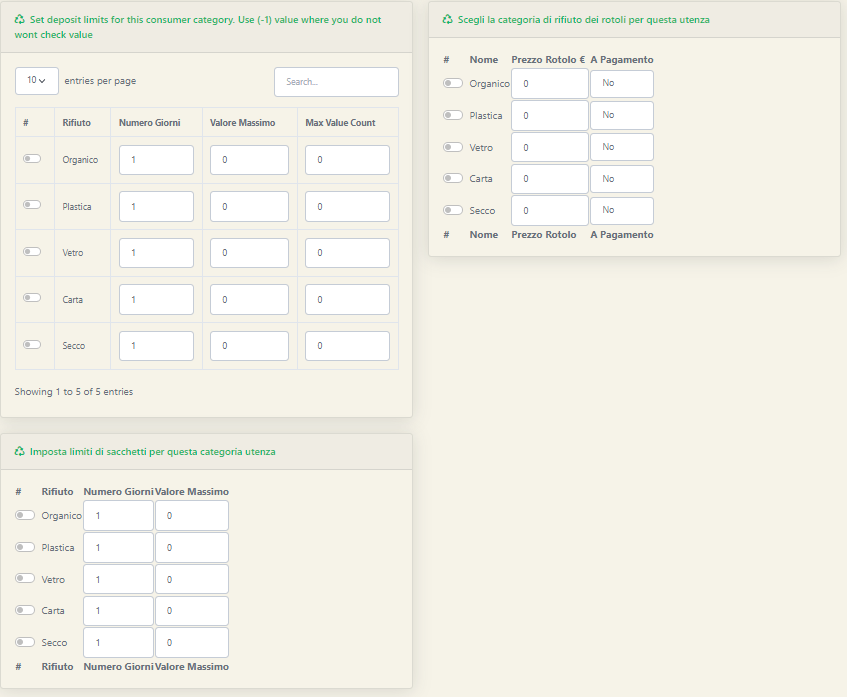 Set deposit limits for this consumer category. Use (-1) value where you do not
wont check value
10 entries per page
Search...
# Rifiuto Numero Giorni Valore Massimo Max Value Count
Organico 1 0 0
Plastica 1 0 0
Vetro 1 0 0
Carta 1 0 0
Secco 1 0 0
Showing 1 to 5 of 5 entries
Imposta limiti di sacchetti per questa categoria utenza
# Rifiuto Numero Giorni Valore Massimo
Organico 1 0
Plastica 1 0
Vetro 1 0
Carta 1 0
Secco 1 0
# Rifiuto Numero Giorni Valore Massimo
Scegli la categoria di rifiuto dei rotoli per questa utenza
# Nome Prezzo Rotolo € A Pagamento
Organico 0 No
Plastica 0 No
Vetro 0 No
Carta 0 No
Secco 0 No
# Nome Prezzo Rotolo A Pagamento